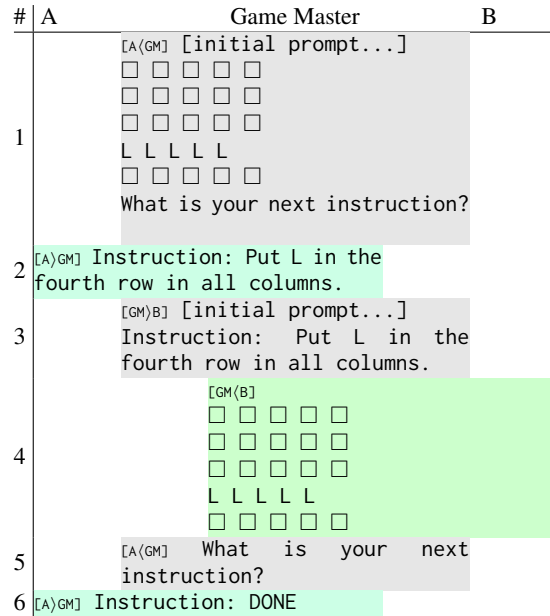 # A Game Master B
1
[A⟨GM] [initial prompt...]
□ □ □ □ □
□ □ □ □ □
□ □ □ □ □
L L L L L
□ □ □ □ □
What is your next instruction?
2
[A⟩GM] Instruction: Put L in the
fourth row in all columns.
3
[GM⟩B] [initial prompt...]
Instruction: Put L in the
fourth row in all columns.
4
[GM⟨B]
□ □ □ □ □
□ □ □ □ □
□ □ □ □ □
L L L L L
□ □ □ □ □
5
[A⟨GM] What is your next
instruction?
6 [A⟩GM] Instruction: DONE